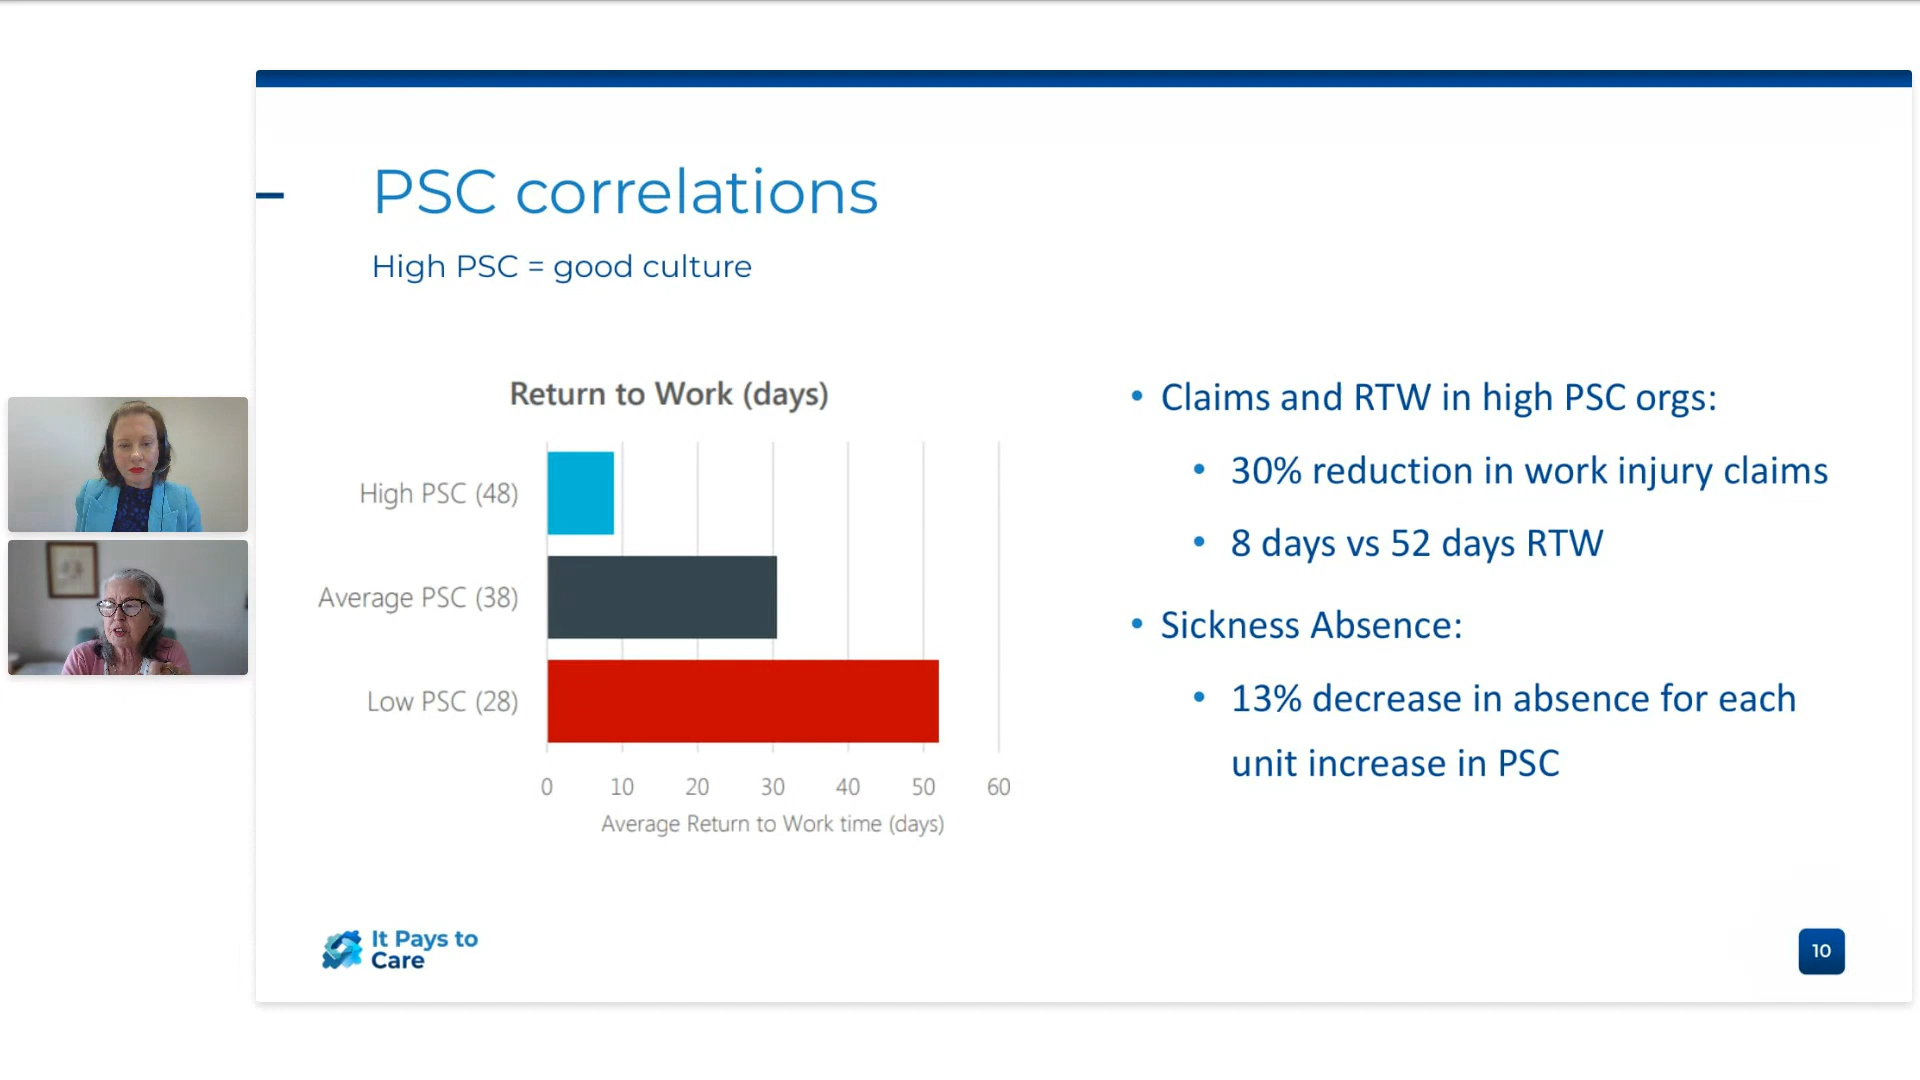 PSC correlations
High PSC = good culture
Return to Work (days)
High PSC (48)
Average PSC (38)
Low PSC (28)
0 10 20 30 40 50 60
Average Return to Work time (days)
• Claims and RTW in high PSC orgs:
• 30% reduction in work injury claims
• 8 days vs 52 days RTW
• Sickness Absence:
• 13% decrease in absence for each
unit increase in PSC
It Pays to
Care
10